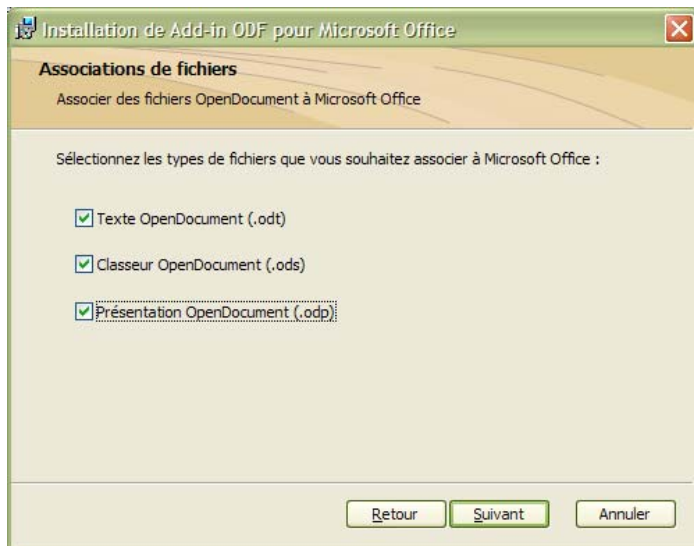 Installation de Add-in ODF pour Microsoft Office
Associations de fichiers
Associer des fichiers OpenDocument à Microsoft Office
Sélectionnez les types de fichiers que vous souhaitez associer à Microsoft Office :
Texte OpenDocument (.odt)
Classeur OpenDocument (.ods)
Présentation OpenDocument (.odp)
Retour
Suivant
Annuler